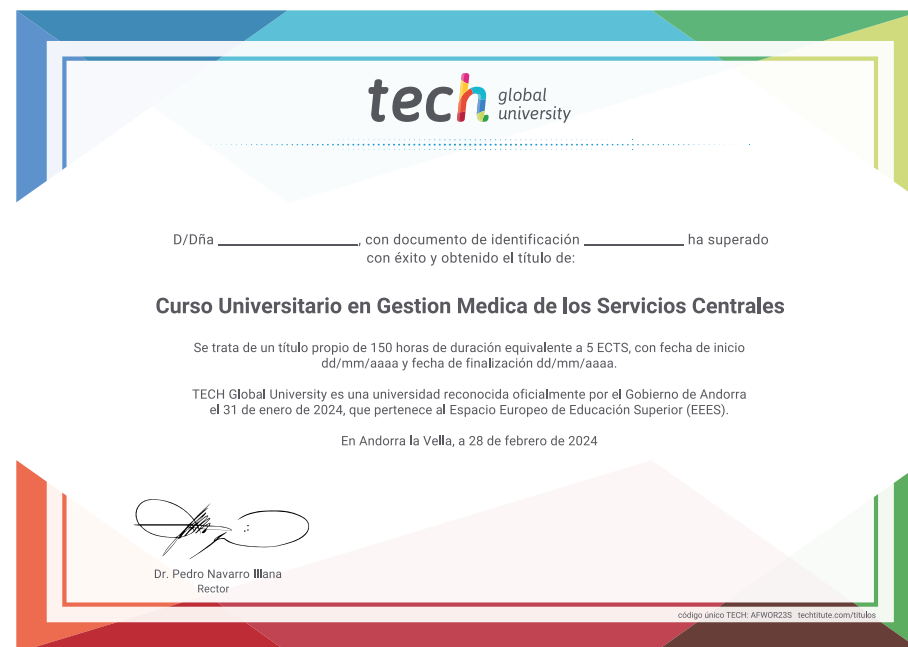 tech global university
D/Dña ________________, con documento de identificación ____________ ha superado
con éxito y obtenido el título de:
Curso Universitario en Gestion Medica de los Servicios Centrales
Se trata de un título propio de 150 horas de duración equivalente a 5 ECTS, con fecha de inicio
dd/mm/aaaa y fecha de finalización dd/mm/aaaa.
TECH Global University es una universidad reconocida oficialmente por el Gobierno de Andorra
el 31 de enero de 2024, que pertenece al Espacio Europeo de Educación Superior (EEES).
En Andorra la Vella, a 28 de febrero de 2024
Dr. Pedro Navarro Illana
Rector
código único TECH: AFWOR23S techtitute.com/titulos